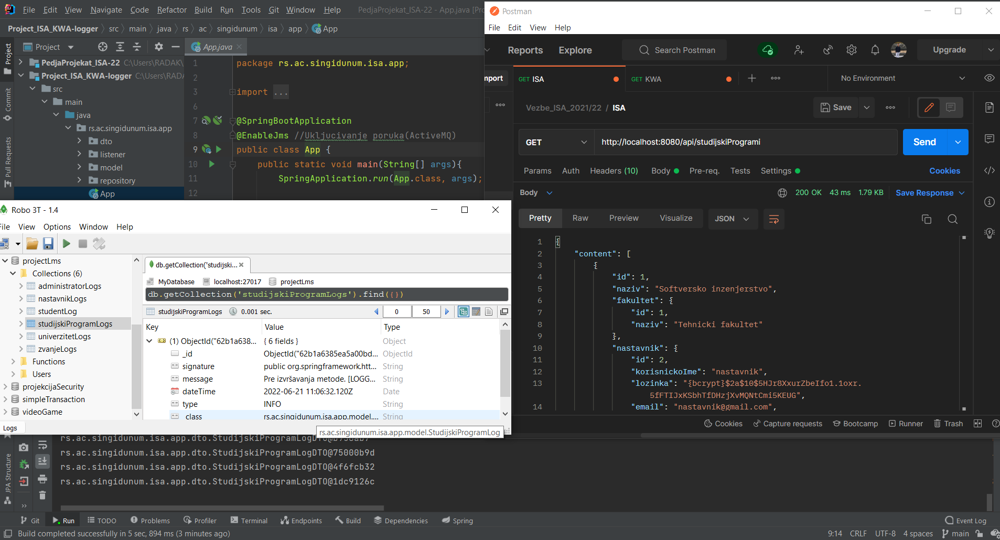 File Edit View Navigate Code Refactor Build Run Tools Git Window Help PedjaProjekat_ISA-22 - App.java [Pro
Project_ISA_KWA-logger src main java rs ac singidunum isa app App
Project
Project
App.java
PedjaProjekat_ISA-22 C:\Users\RADAK\
Project_ISA_KWA-logger C:\Users\RADA
src
main
java
rs.ac.singidunum.isa.app
dto
listener
model
repository
App
Commit
Pull Requests
1 package rs.ac.singidunum.isa.app;
2
3 import ...
6
7 @SpringBootApplication
8 @EnableJms //Ukljucivanje poruka(ActiveMQ)
9 public class App {
10 public static void main(String[] args){
11 SpringApplication.run(App.class, args);
12
Postman
File Edit View Help
Reports Explore Search Postman Upgrade
mport GET ISA GET KWA No Environment
Vezbe_ISA_2021/22 / ISA Save
GET http://localhost:8080/api/studijskiProgrami Send
Params Auth Headers (10) Body Pre-req. Tests Settings Cookies
Body 200 OK 43 ms 1.79 KB Save Response
Pretty Raw Preview Visualize JSON
1 {
2 "content": [
3 {
4 "id": 1,
5 "naziv": "Softversko inzenjerstvo",
6 "fakultet": {
7 "id": 1,
8 "naziv": "Tehnicki fakultet"
9 },
10 "nastavnik": {
11 "id": 2,
12 "korisnickoIme": "nastavnik",
13 "lozinka": "{bcrypt}$2a$10$5HJr8XxurZbeIfo1.1oxr.
5fFTIJxKSbhTfDHzjXvMQNtCmi5KEUG",
14 "email": "nastavnik@gmail.com",
Cookies Capture requests Bootcamp Runner Trash
Robo 3T - 1.4
File View Options Window Help
projectLms
Collections (6)
administratorLogs
nastavnikLogs
studentLog
studijskiProgramLogs
univerzitetLogs
zvanjeLogs
Functions
Users
projekcijaSecurity
simpleTransaction
videoGame
Logs
db.getCollection('studijski...
MyDatabase localhost:27017 projectLms
db.getCollection('studijskiProgramLogs').find({})
studijskiProgramLogs 0.001 sec. 0 50
Key Value Type
(1) ObjectId("62b1a638... { 6 fields } Object
_id ObjectId("62b1a6385ea5a00bd... ObjectId
signature public org.springframework.htt... String
message Pre izvršavanja metode. [LOGG... String
dateTime 2022-06-21 11:06:32.120Z Date
type INFO String
_class rs.ac.singidunum.isa.app.model.... String
rs.ac.singidunum.isa.app.model.StudijskiProgramLog
rs.ac.singidunum.isa.app.dto.StudijskiProgramLogDTO@75000b9d
rs.ac.singidunum.isa.app.dto.StudijskiProgramLogDTO@4f6fcb32
rs.ac.singidunum.isa.app.dto.StudijskiProgramLogDTO@1dc9126c
JPA Structure
Git Run TODO Problems Profiler Terminal Endpoints Build Dependencies Spring Event Log
Build completed successfully in 5 sec, 894 ms (3 minutes ago) 9:14 CRLF UTF-8 4 spaces main